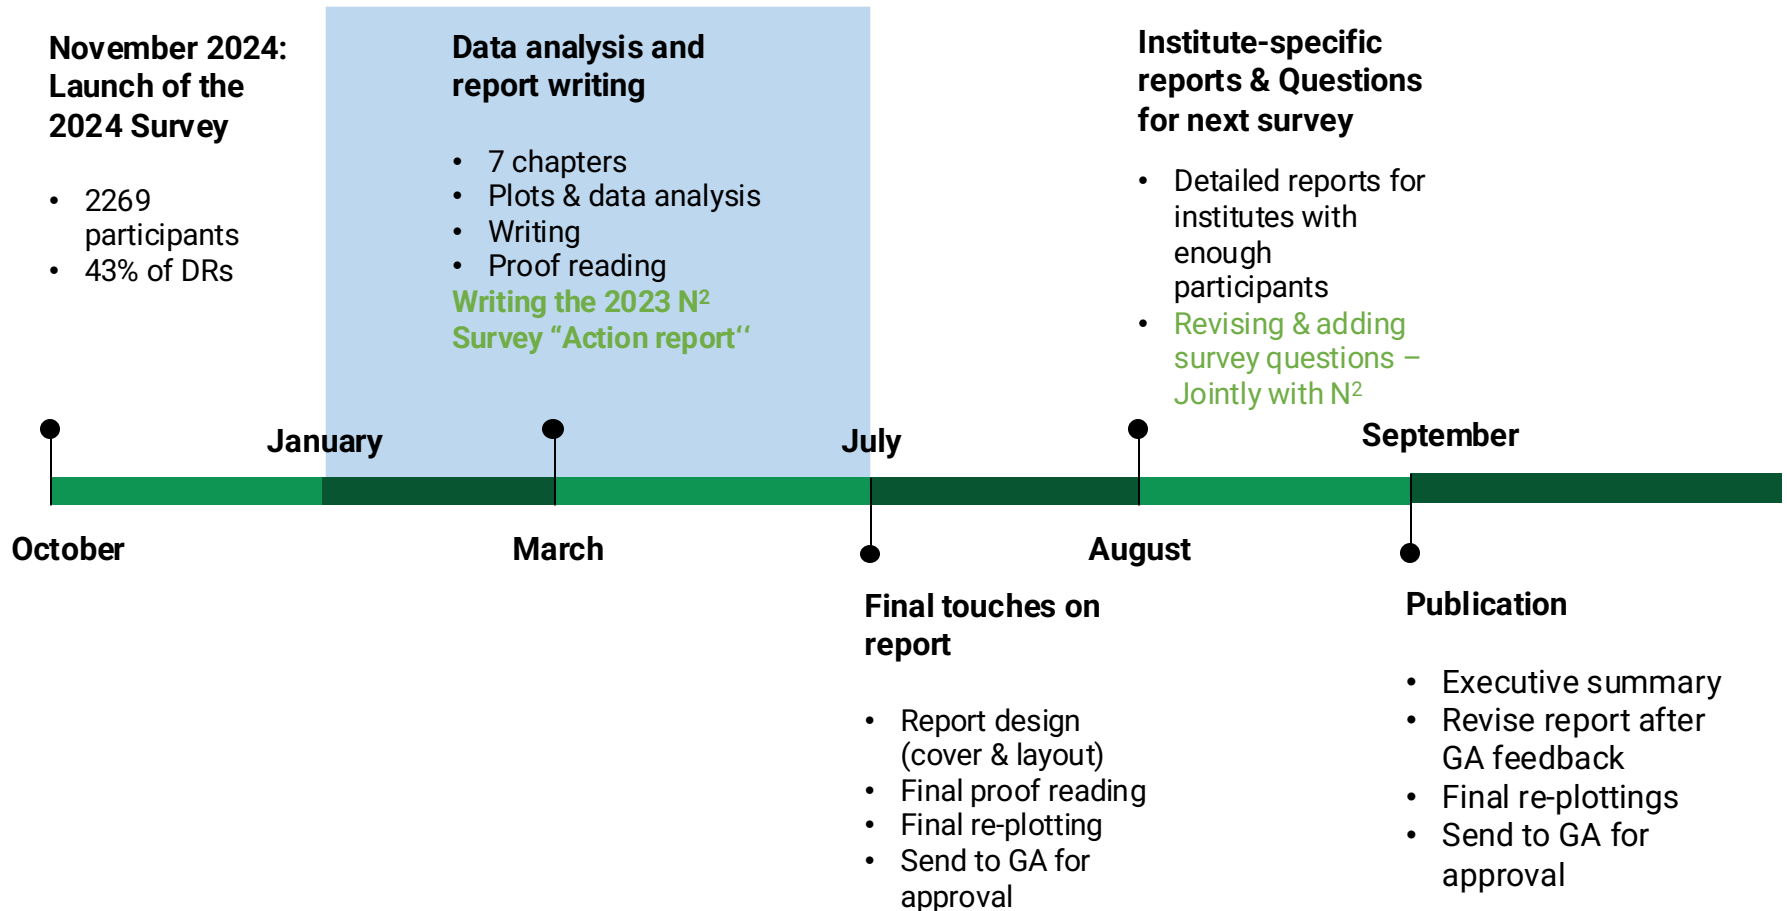 November 2024:
Launch of the
2024 Survey
• 2269
participants
• 43% of DRs
Data analysis and
report writing
• 7 chapters
• Plots & data analysis
• Writing
• Proof reading
Writing the 2023 N²
Survey “Action report‘‘
Institute-specific
reports & Questions
for next survey
• Detailed reports for
institutes with
enough
participants
• Revising & adding
survey questions –
Jointly with N²
January
July
September
October
March
August
Final touches on
report
• Report design
(cover & layout)
• Final proof reading
• Final re-plotting
• Send to GA for
approval
Publication
• Executive summary
• Revise report after
GA feedback
• Final re-plottings
• Send to GA for
approval